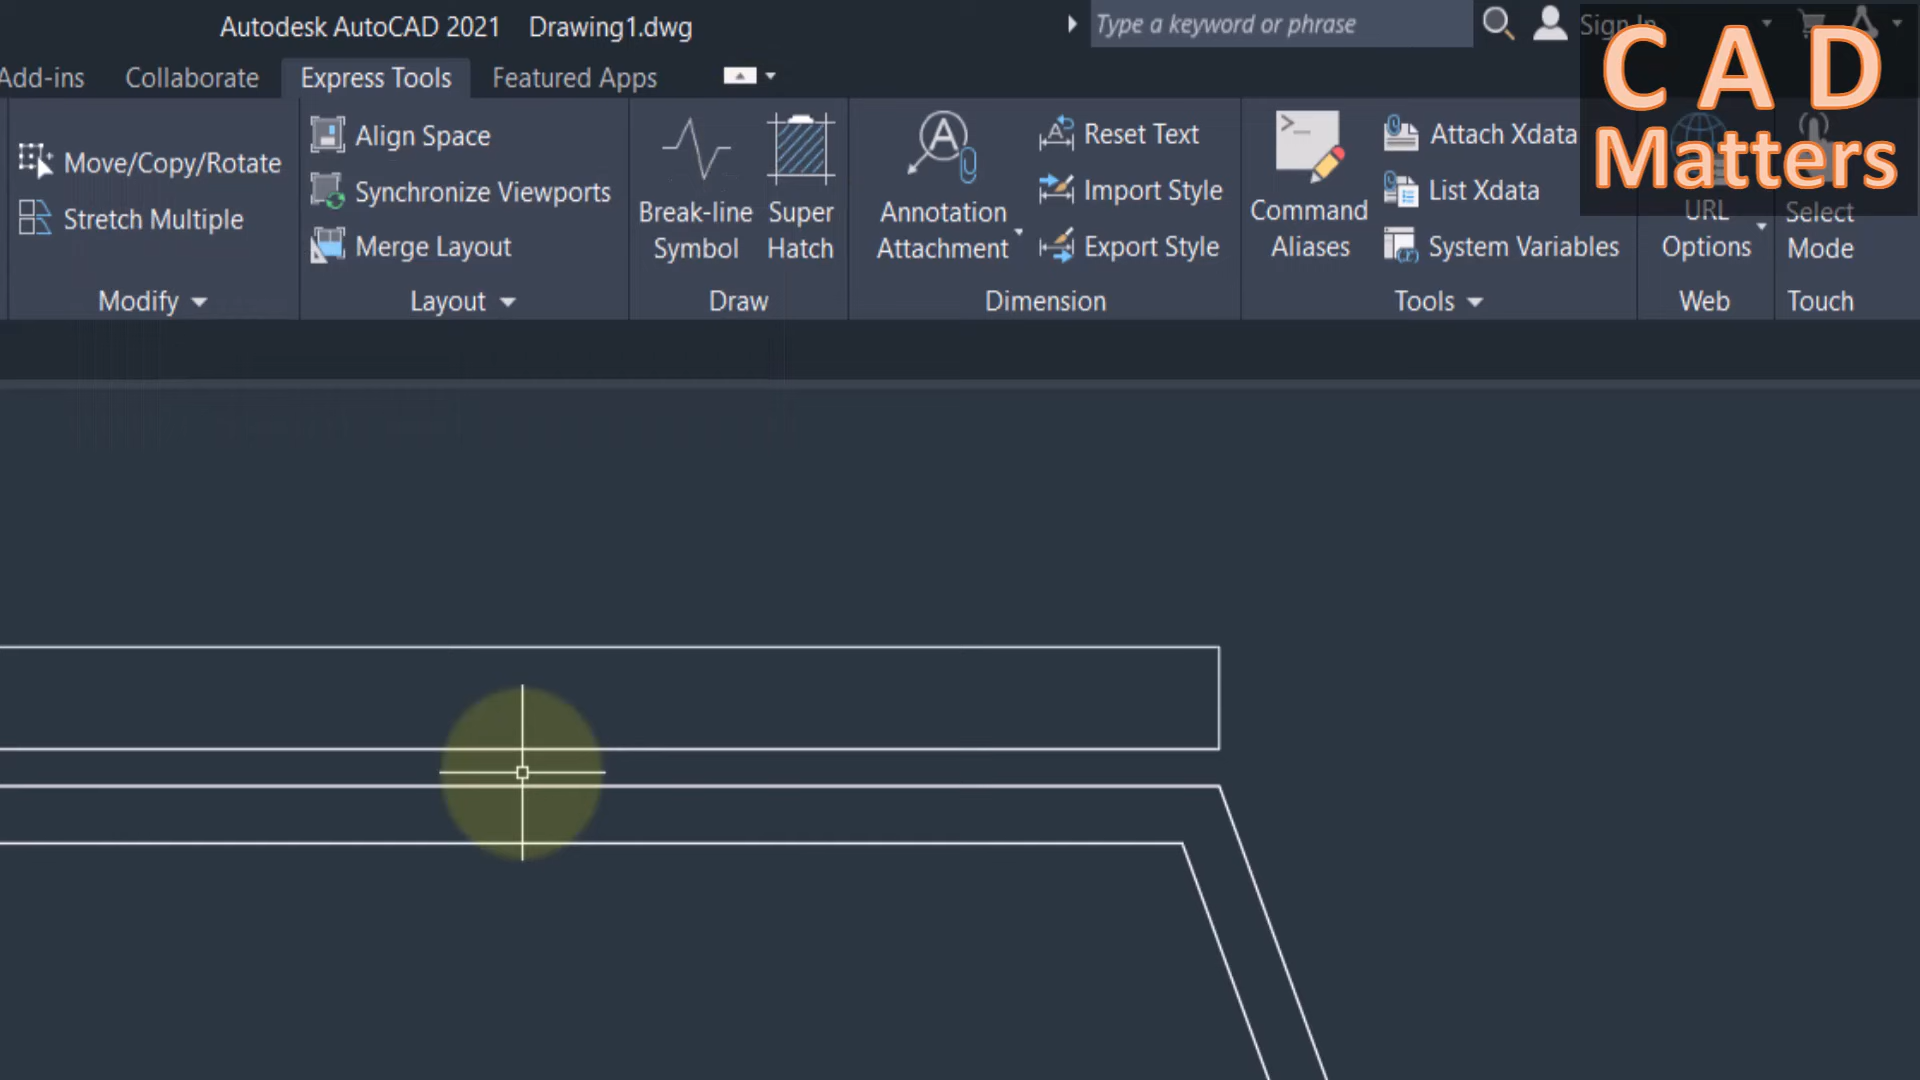 Autodesk AutoCAD 2021 Drawing1.dwg
Type a keyword or phrase
Sign In
CAD
Matters
Add-ins Collaborate Express Tools Featured Apps
Move/Copy/Rotate
Stretch Multiple
Modify
Align Space
Synchronize Viewports
Merge Layout
Layout
Break-line
Symbol
Super
Hatch
Draw
Annotation
Attachment
Reset Text
Import Style
Export Style
Dimension
Command
Aliases
Attach Xdata
List Xdata
System Variables
Tools
URL
Options
Web
Select
Mode
Touch